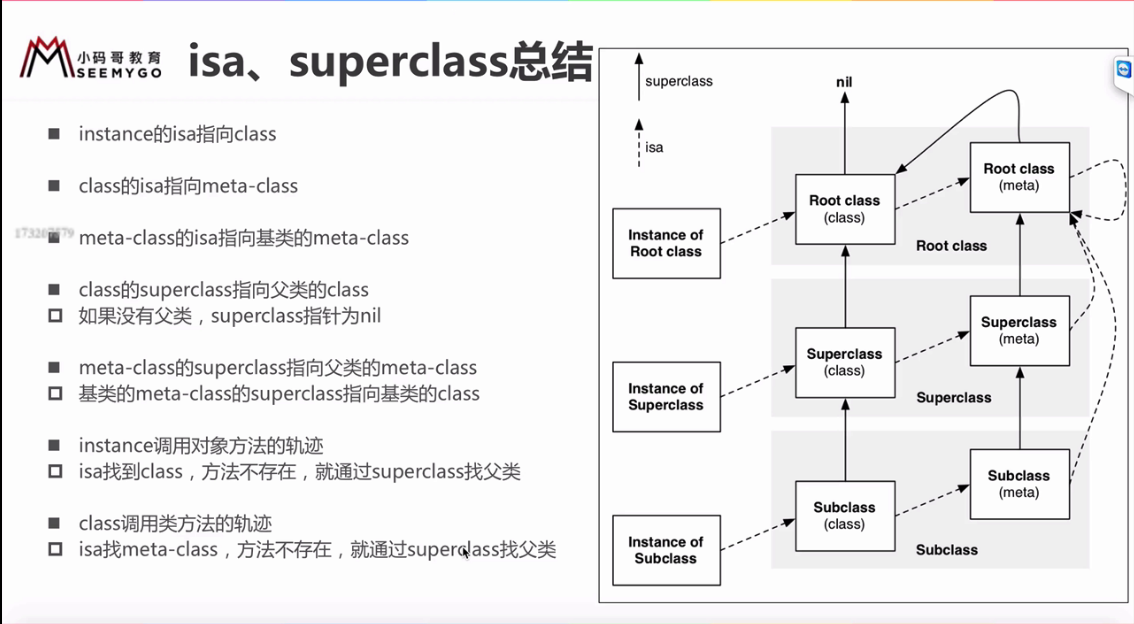 小码哥教育
SEEMYGO
isa、superclass总结
instance的isa指向class
class的isa指向meta-class
meta-class的isa指向基类的meta-class
class的superclass指向父类的class
如果没有父类，superclass指针为nil
meta-class的superclass指向父类的meta-class
基类的meta-class的superclass指向基类的class
instance调用对象方法的轨迹
isa找到class，方法不存在，就通过superclass找父类
class调用类方法的轨迹
isa找meta-class，方法不存在，就通过superclass找父类
superclass
isa
nil
Root class
(meta)
Root class
(class)
Instance of
Root class
Root class
Superclass
(meta)
Superclass
(class)
Instance of
Superclass
Superclass
Subclass
(meta)
Subclass
(class)
Instance of
Subclass
Subclass